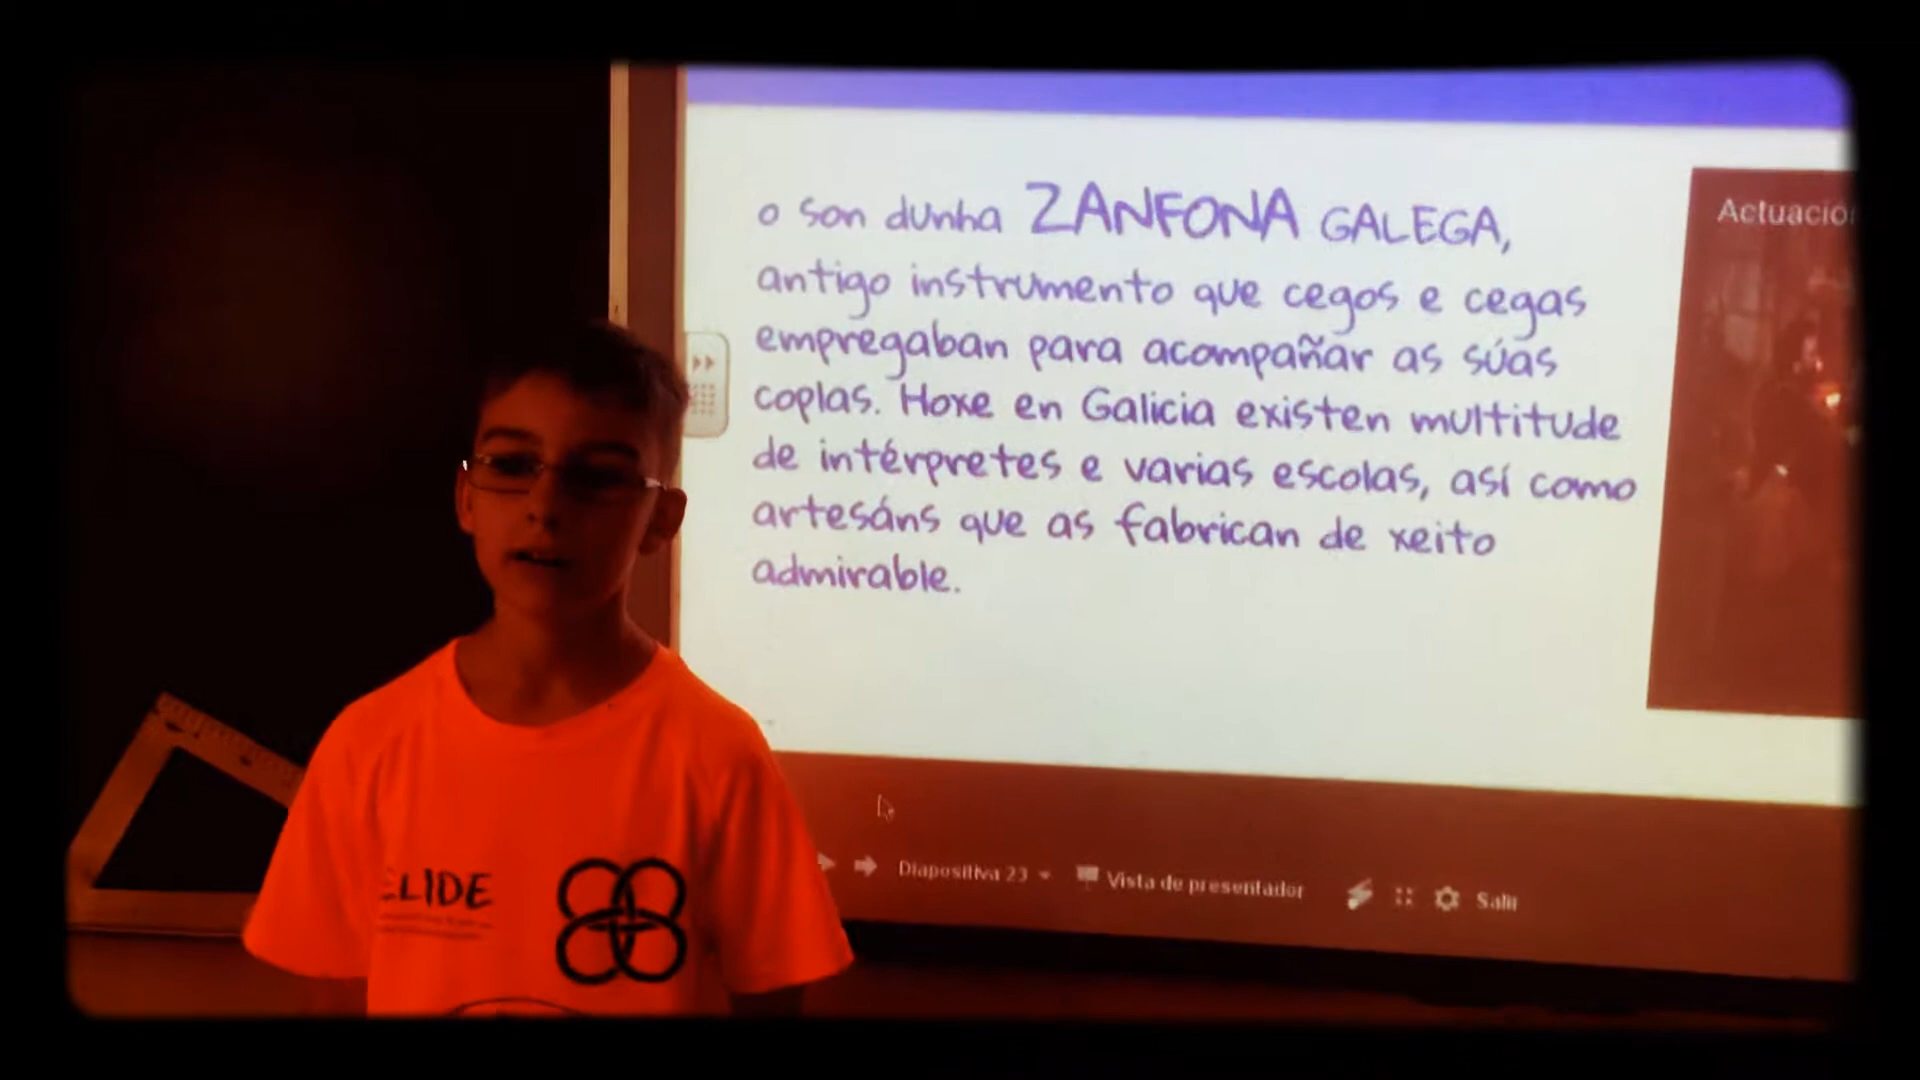 o son dunha ZANFONA GALEGA,
antigo instrumento que cegos e cegas
empregaban para acompañar as súas
coplas. Hoxe en Galicia existen multitude
de intérpretes e varias escolas, así como
artesáns que as fabrican de xeito
admirable.
Actuacio
Diapositiva 23
Vista de presentador
Salir
LIDE